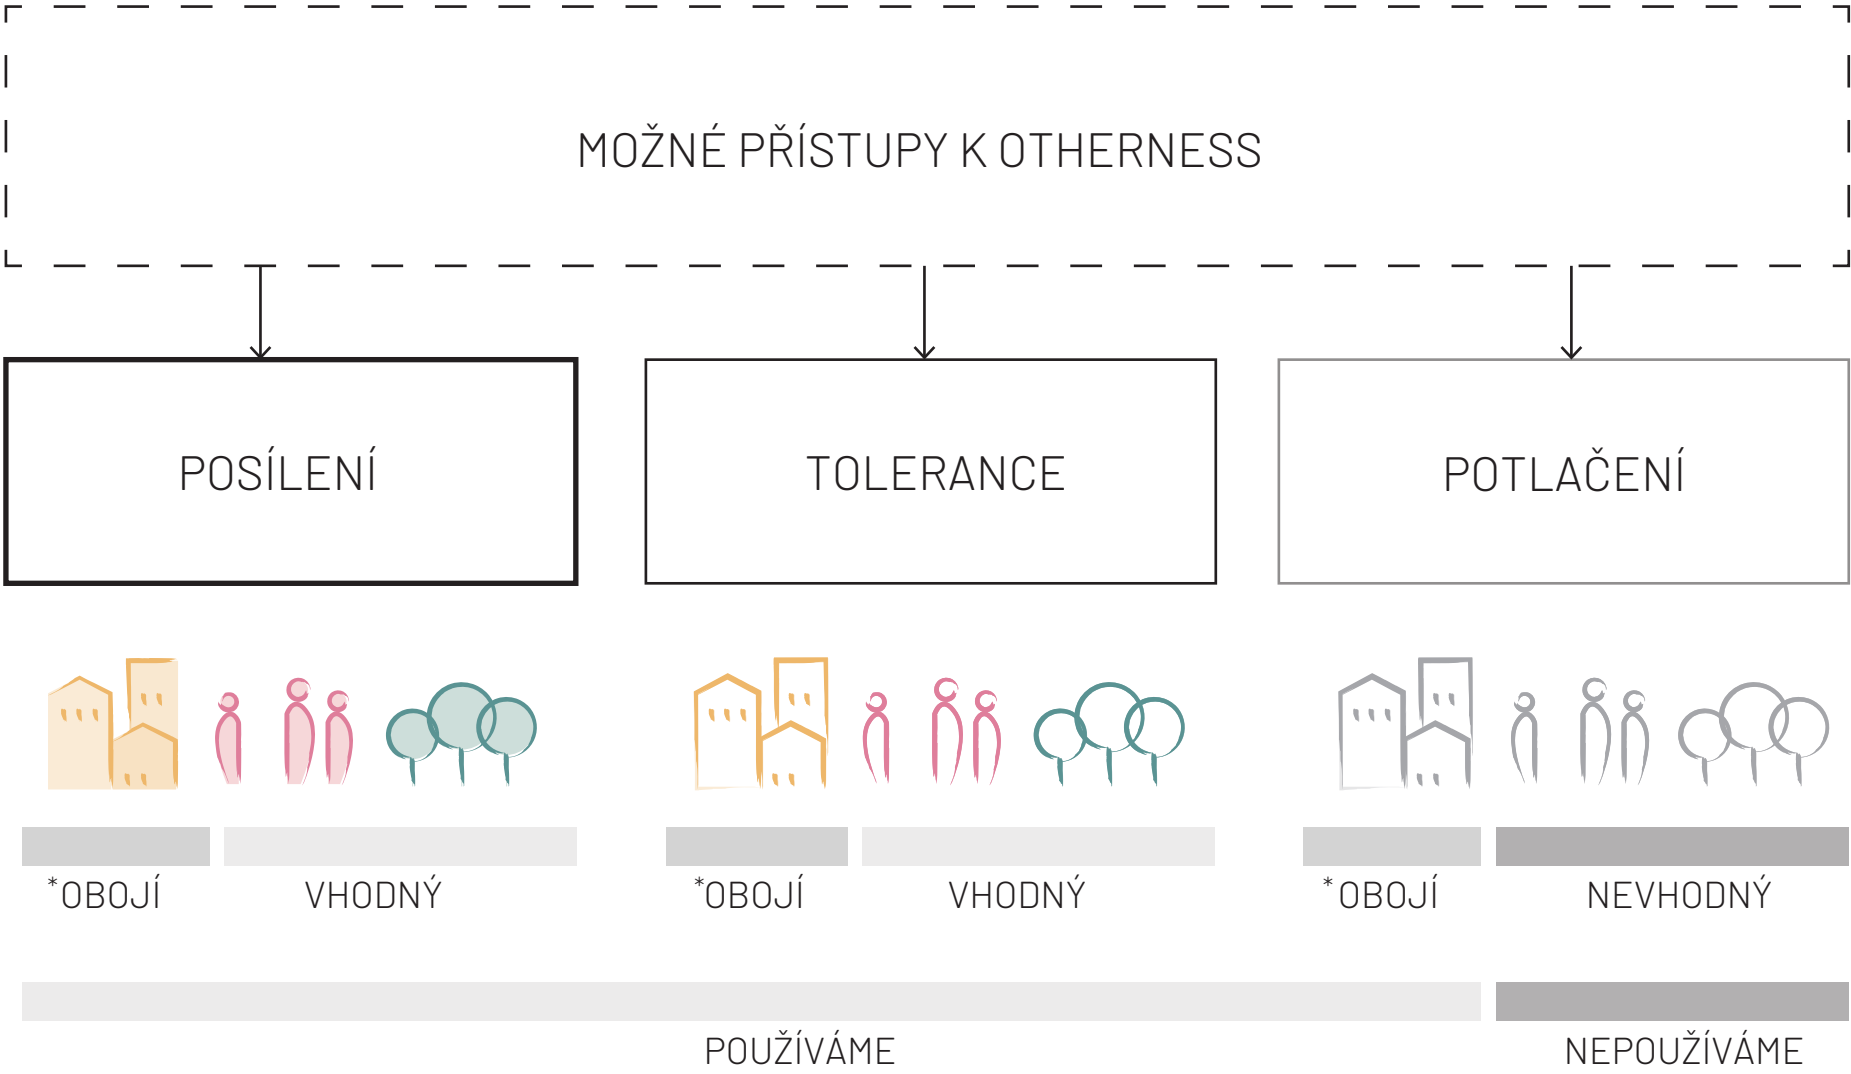 MOŽNÉ PŘÍSTUPY K OTHERNESS
POSÍLENÍ
TOLERANCE
POTLAČENÍ
*OBOJÍ
VHODNÝ
*OBOJÍ
VHODNÝ
*OBOJÍ
NEVHODNÝ
POUŽÍVÁME
NEPOUŽÍVÁME